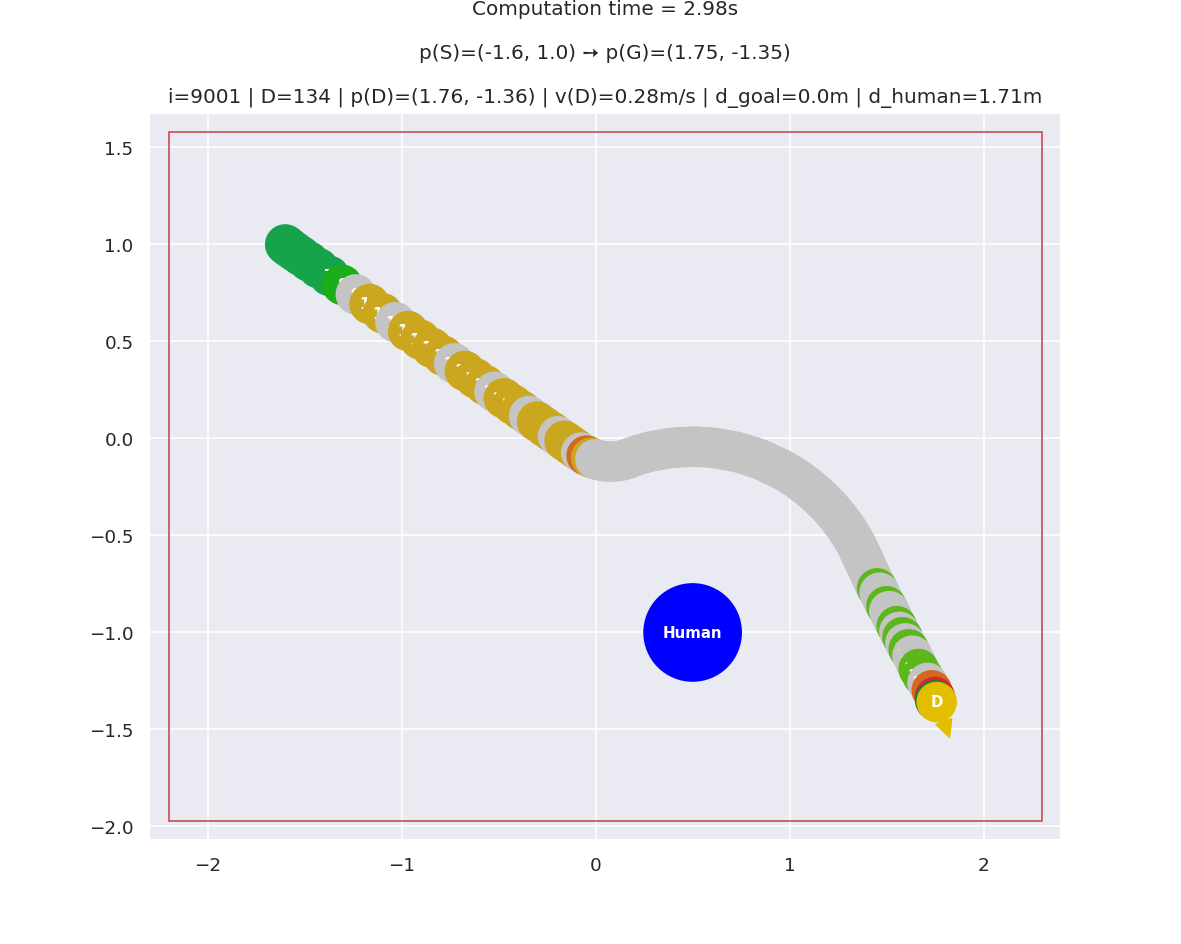 Computation time = 2.98s
p(S)=(-1.6, 1.0) → p(G)=(1.75, -1.35)
i=9001 | D=134 | p(D)=(1.76, -1.36) | v(D)=0.28m/s | d_goal=0.0m | d_human=1.71m
1.5
1.0
0.5
0.0
−0.5
−1.0
−1.5
−2.0
Human
D
−2
−1
0
1
2